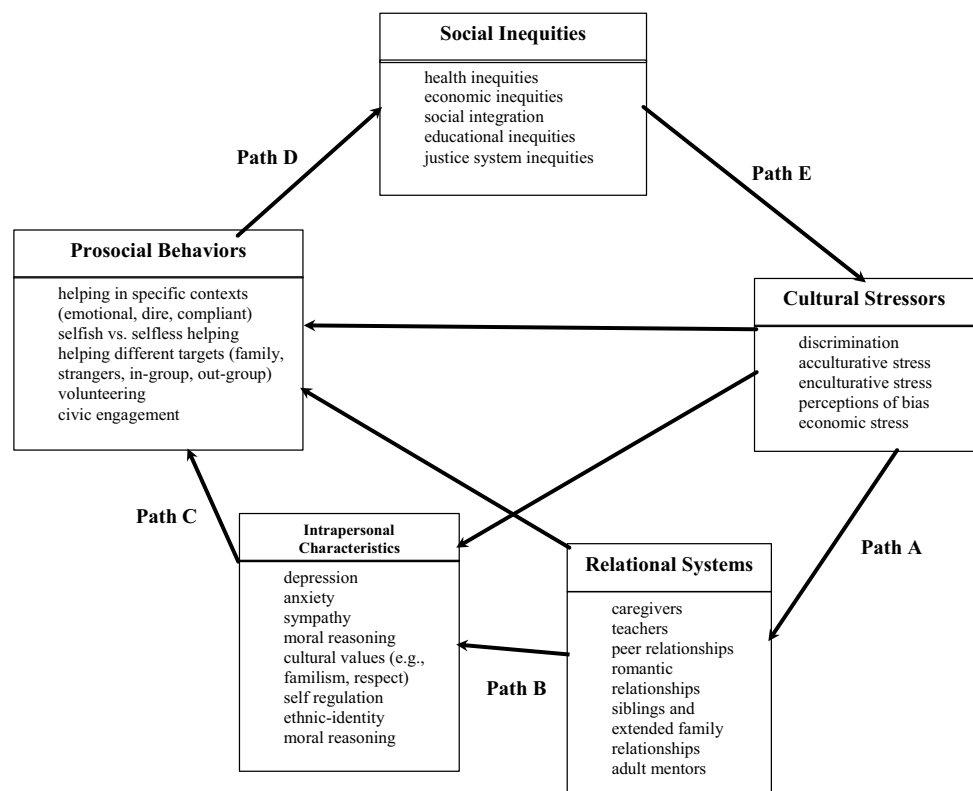 Social Inequities
health inequities
economic inequities
social integration
educational inequities
justice system inequities
Path D
Path E
Prosocial Behaviors
helping in specific contexts
(emotional, dire, compliant)
selfish vs. selfless helping
helping different targets (family,
strangers, in-group, out-group)
volunteering
civic engagement
Cultural Stressors
discrimination
acculturative stress
enculturative stress
perceptions of bias
economic stress
Path C
Path A
Intrapersonal
Characteristics
depression
anxiety
sympathy
moral reasoning
cultural values (e.g.,
familism, respect)
self regulation
ethnic-identity
moral reasoning
Path B
Relational Systems
caregivers
teachers
peer relationships
romantic
relationships
siblings and
extended family
relationships
adult mentors